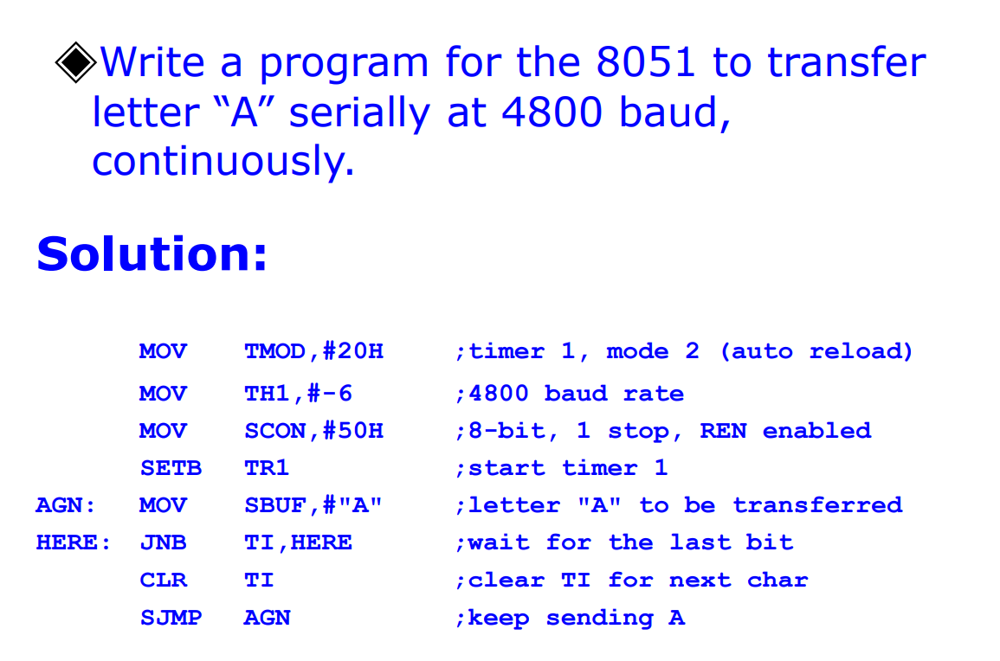 Write a program for the 8051 to transfer
letter “A” serially at 4800 baud,
continuously.
Solution:
MOV TMOD,#20H ;timer 1, mode 2 (auto reload)
MOV TH1,#-6 ;4800 baud rate
MOV SCON,#50H ;8-bit, 1 stop, REN enabled
SETB TR1 ;start timer 1
AGN: MOV SBUF,#"A" ;letter "A" to be transferred
HERE: JNB TI,HERE ;wait for the last bit
CLR TI ;clear TI for next char
SJMP AGN ;keep sending A